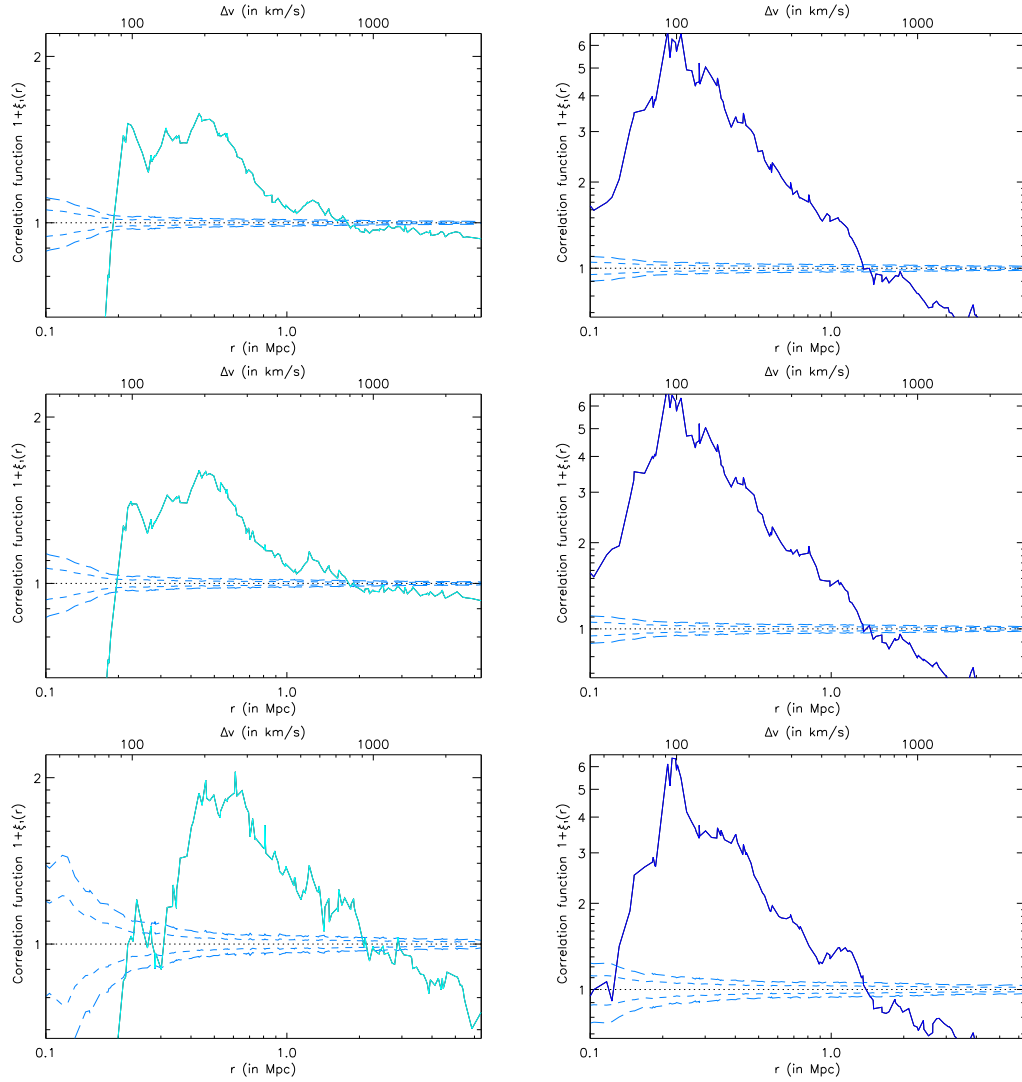 Δv (in km/s)
100 1000
Correlation function 1+ξ₁(r)
2
1
0.1 1.0
r (in Mpc)
Δv (in km/s)
100 1000
Correlation function 1+ξ₁(r)
6
5
4
3
2
1
0.1 1.0
r (in Mpc)
Δv (in km/s)
100 1000
Correlation function 1+ξ₁(r)
2
1
0.1 1.0
r (in Mpc)
Δv (in km/s)
100 1000
Correlation function 1+ξ₁(r)
6
5
4
3
2
1
0.1 1.0
r (in Mpc)
Δv (in km/s)
100 1000
Correlation function 1+ξ₁(r)
2
1
0.1 1.0
r (in Mpc)
Δv (in km/s)
100 1000
Correlation function 1+ξ₁(r)
6
5
4
3
2
1
0.1 1.0
r (in Mpc)